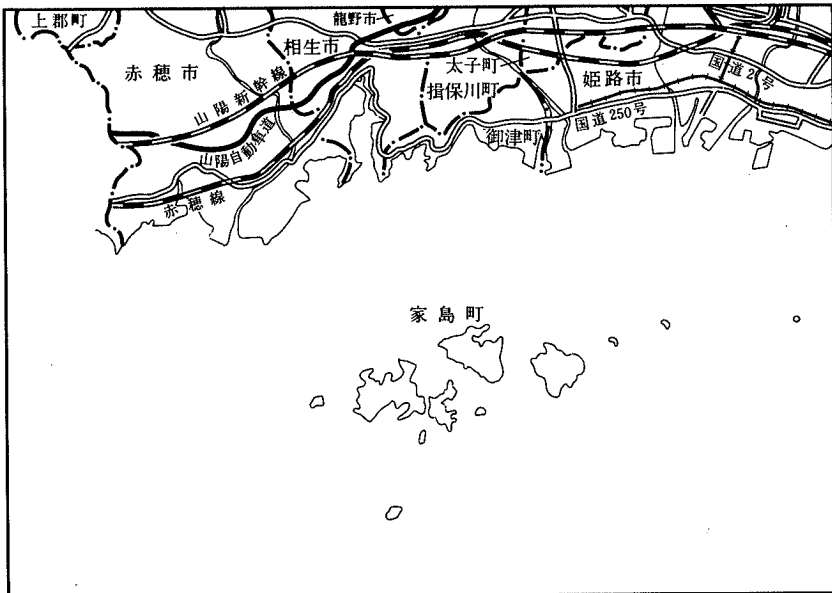 上郡町
龍野市
相生市
赤穂市
太子町
姫路市
国道2号
揖保川町
山陽新幹線
国道250号
御津町
山陽自動車道
赤穂線
家島町